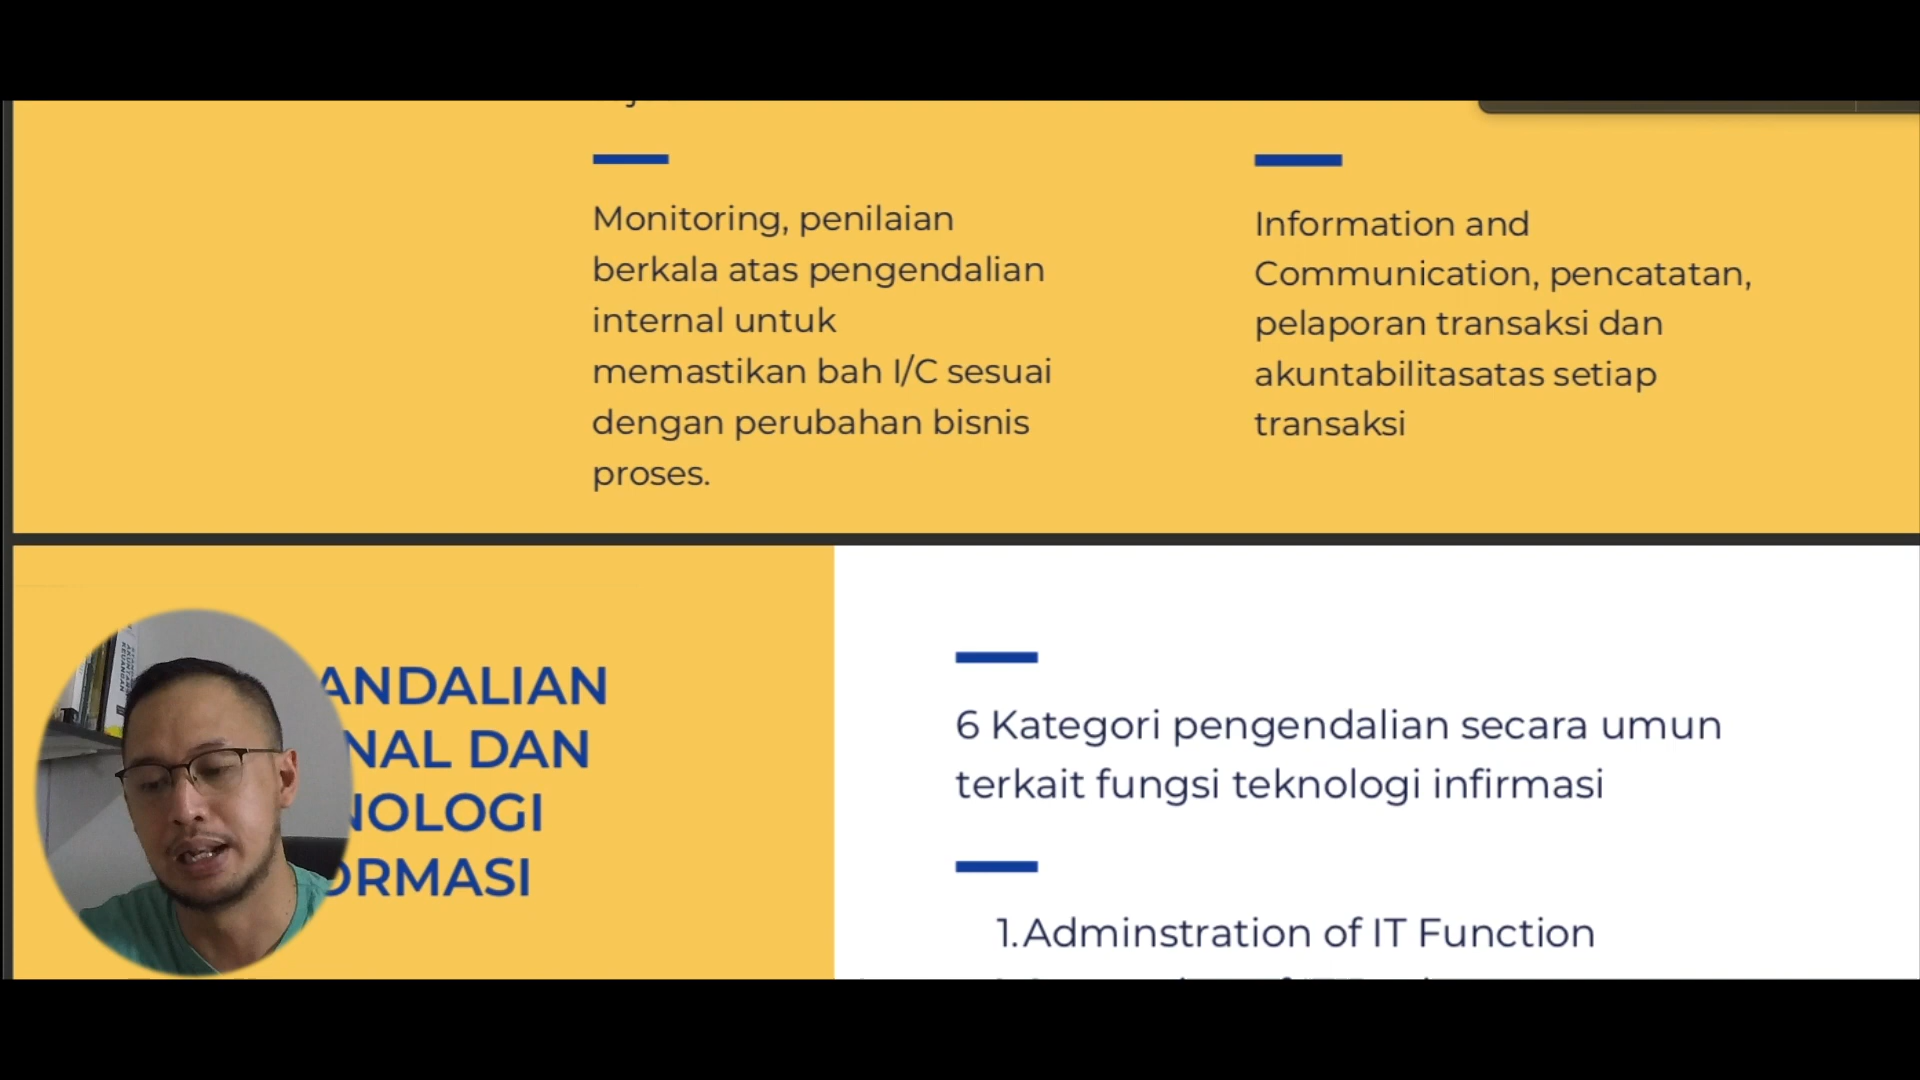 Monitoring, penilaian
berkala atas pengendalian
internal untuk
memastikan bah I/C sesuai
dengan perubahan bisnis
proses.
Information and
Communication, pencatatan,
pelaporan transaksi dan
akuntabilitasatas setiap
transaksi
ANDALIAN
NAL DAN
NOLOGI
ORMASI
6 Kategori pengendalian secara umun
terkait fungsi teknologi infirmasi
1.Adminstration of IT Function